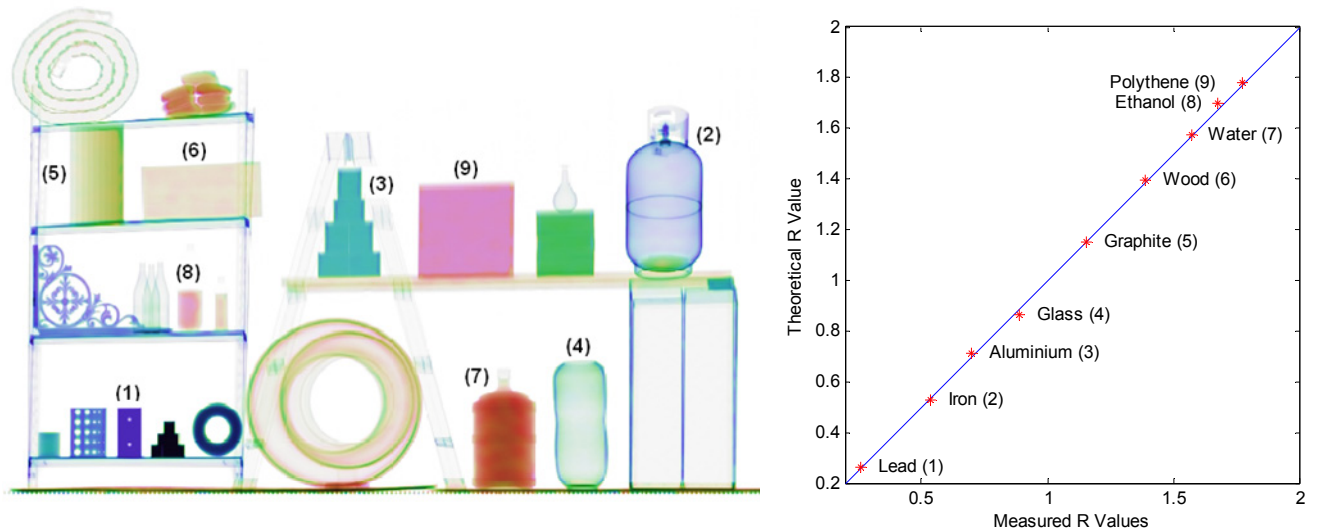 (5)
(6)
(3)
(9)
(2)
(8)
(1)
(7)
(4)
Theoretical R Value
2
1.8
1.6
1.4
1.2
1
0.8
0.6
0.4
0.2
Polythene (9)
Ethanol (8)
Water (7)
Wood (6)
Graphite (5)
Glass (4)
Aluminium (3)
Iron (2)
Lead (1)
0.5 1 1.5 2
Measured R Values